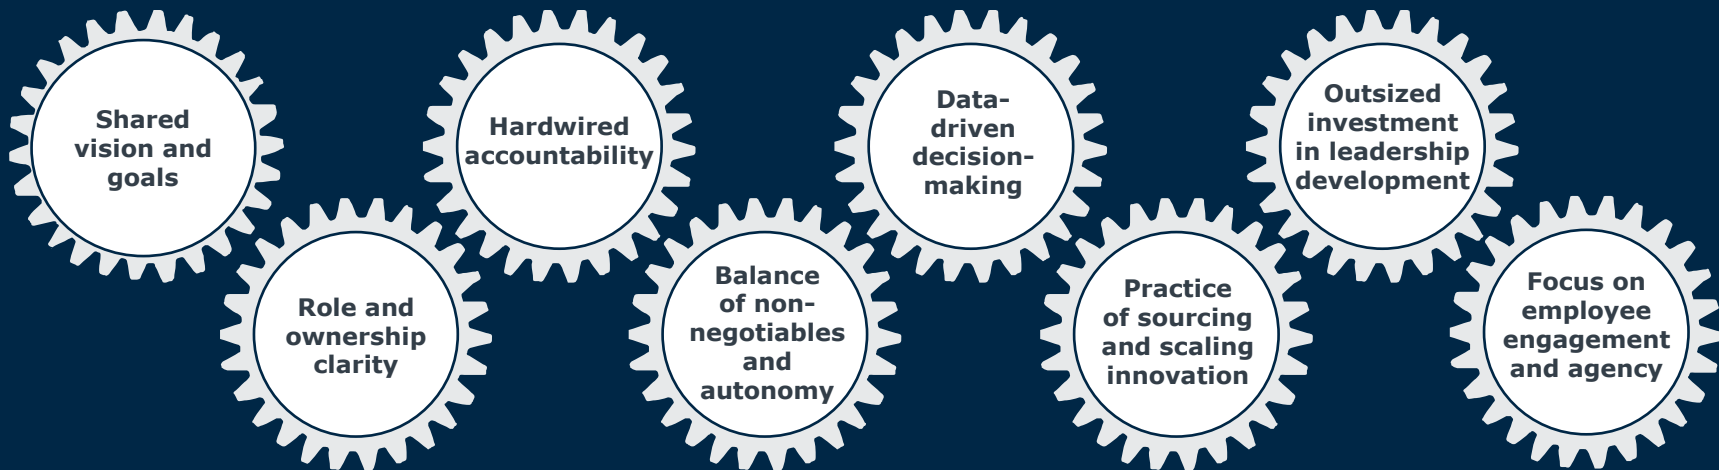 Shared
vision and
goals
Role and
ownership
clarity
Hardwired
accountability
Balance
of non-
negotiables
and
autonomy
Data-
driven
decision-
making
Practice
of sourcing
and scaling
innovation
Outsized
investment
in leadership
development
Focus on
employee
engagement
and agency